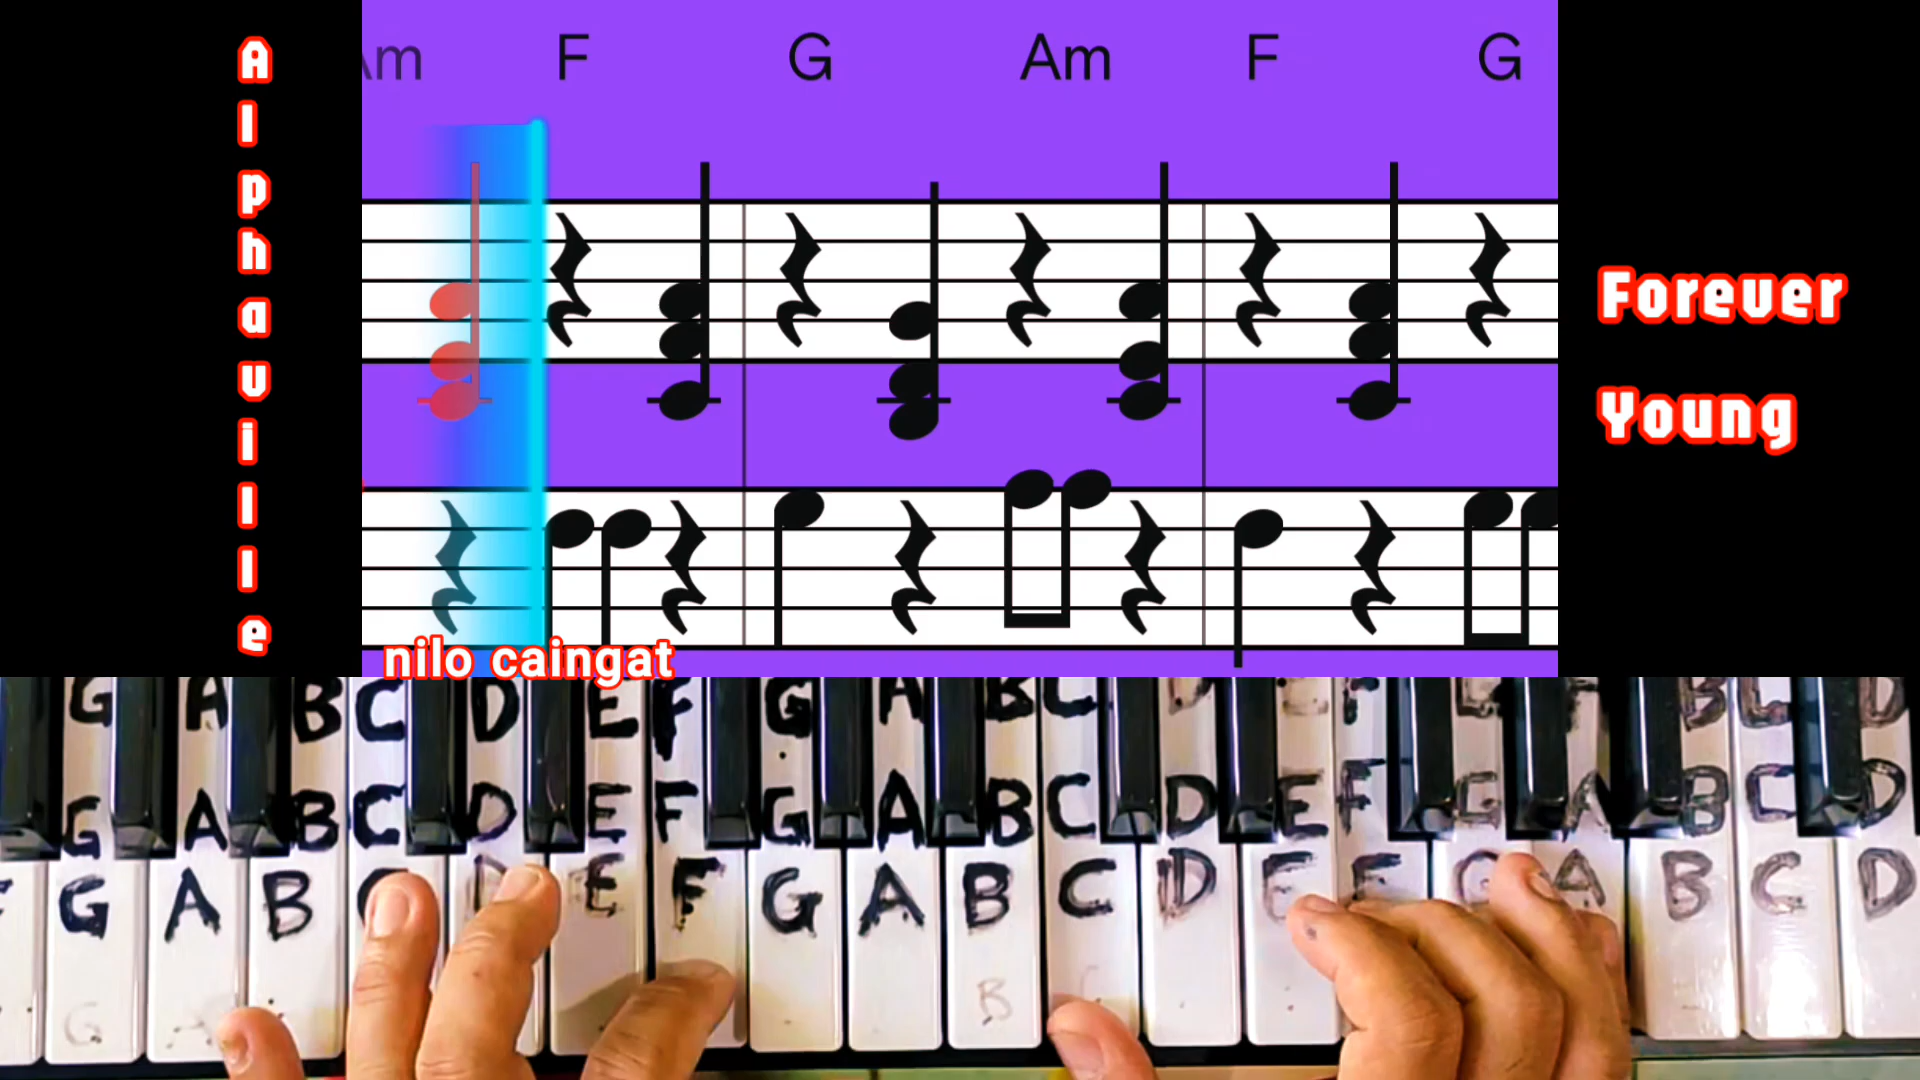 Alphaville
Am F G Am F G
Forever
Young
nilo caingat
G A B C D E F G A B C D E F G A B C D
G A B C D E F G A B C D E F G A B C D
G A B C D E F G A B C D E F G A B C D
G A B C